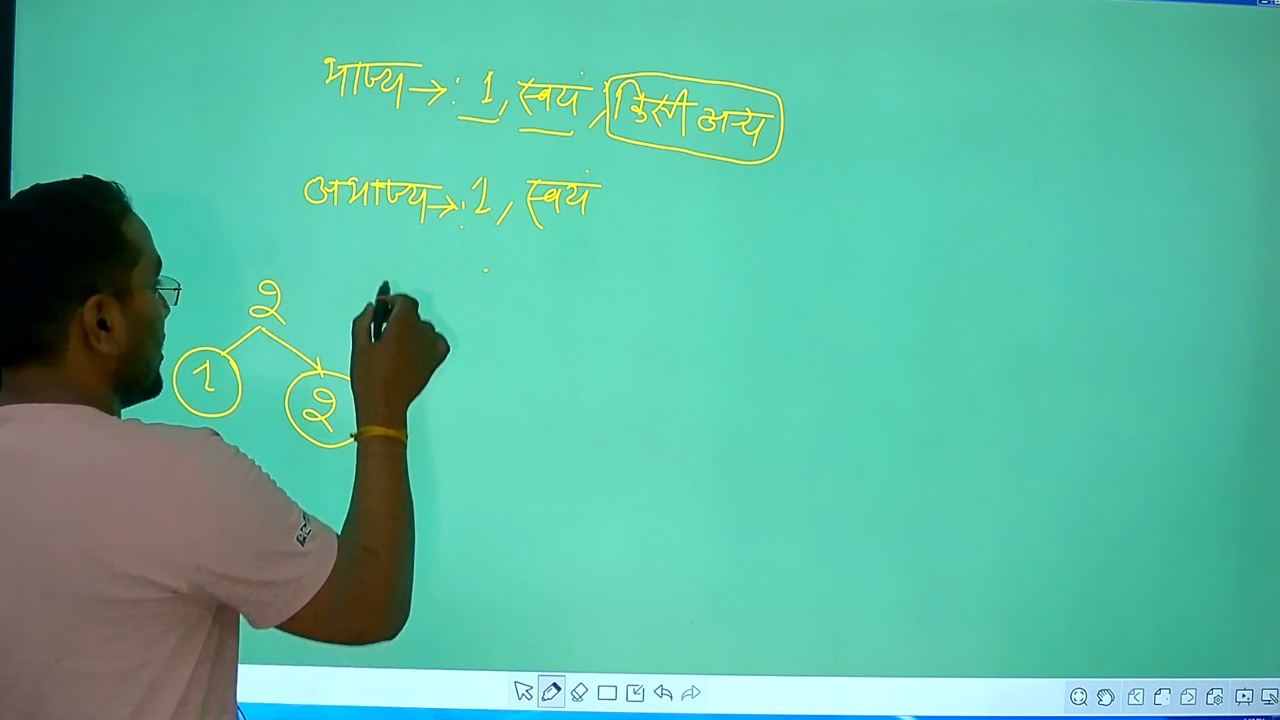 भाज्य →: 1, स्वयं, किसी अन्य
अभाज्य →: 1, स्वयं
2
1 2